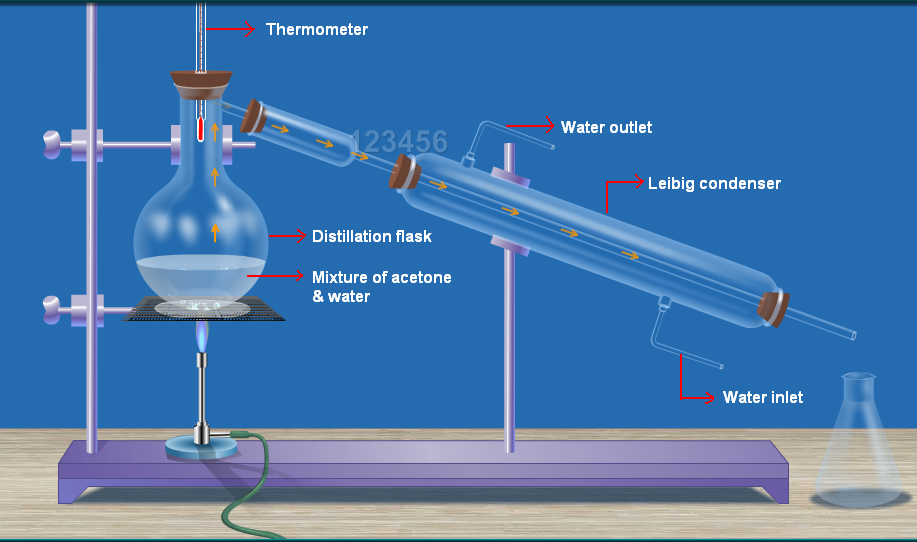 Thermometer
123456
Water outlet
Leibig condenser
Distillation flask
Mixture of acetone
& water
Water inlet